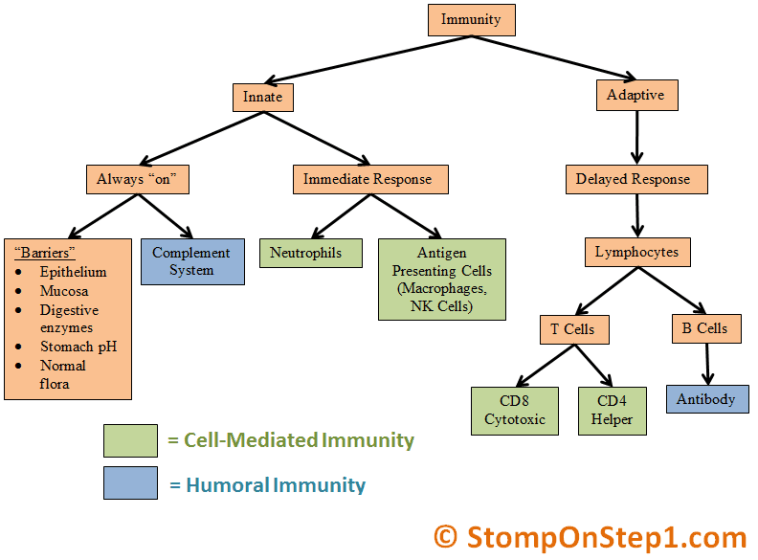 Immunity
Innate
Adaptive
Always “on”
Immediate Response
Delayed Response
“Barriers”
• Epithelium
• Mucosa
• Digestive
enzymes
• Stomach pH
• Normal
flora
Complement
System
Neutrophils
Antigen
Presenting Cells
(Macrophages,
NK Cells)
Lymphocytes
T Cells
B Cells
CD8
Cytotoxic
CD4
Helper
Antibody
= Cell-Mediated Immunity
= Humoral Immunity
© StompOnStep1.com